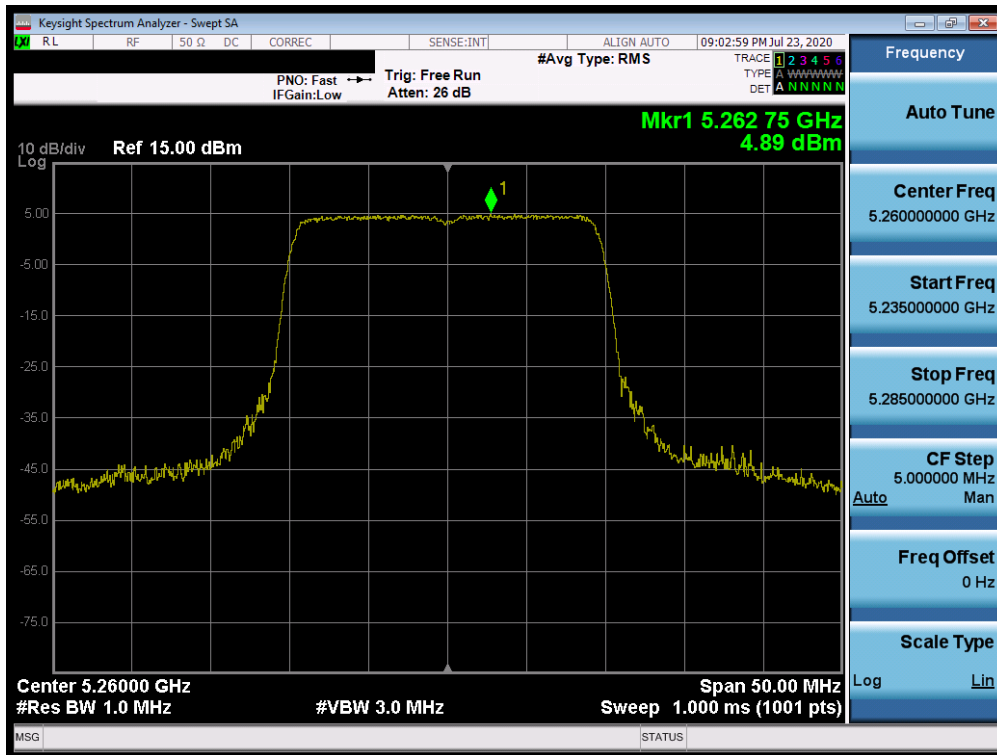 Keysight Spectrum Analyzer - Swept SA
LXI RL RF 50 Ω DC CORREC SENSE:INT ALIGN AUTO 09:02:59 PM Jul 23, 2020
PNO: Fast
IFGain:Low
Trig: Free Run
Atten: 26 dB
#Avg Type: RMS
TRACE 1 2 3 4 5 6
TYPE A WWWWW
DET A N N N N N
Mkr1 5.262 75 GHz
4.89 dBm
10 dB/div Ref 15.00 dBm
Log
1
5.00
-5.00
-15.0
-25.0
-35.0
-45.0
-55.0
-65.0
-75.0
Center 5.26000 GHz Span 50.00 MHz
#Res BW 1.0 MHz #VBW 3.0 MHz Sweep 1.000 ms (1001 pts)
MSG STATUS
Frequency
Auto Tune
Center Freq
5.260000000 GHz
Start Freq
5.235000000 GHz
Stop Freq
5.285000000 GHz
CF Step
5.000000 MHz
Auto Man
Freq Offset
0 Hz
Scale Type
Log Lin